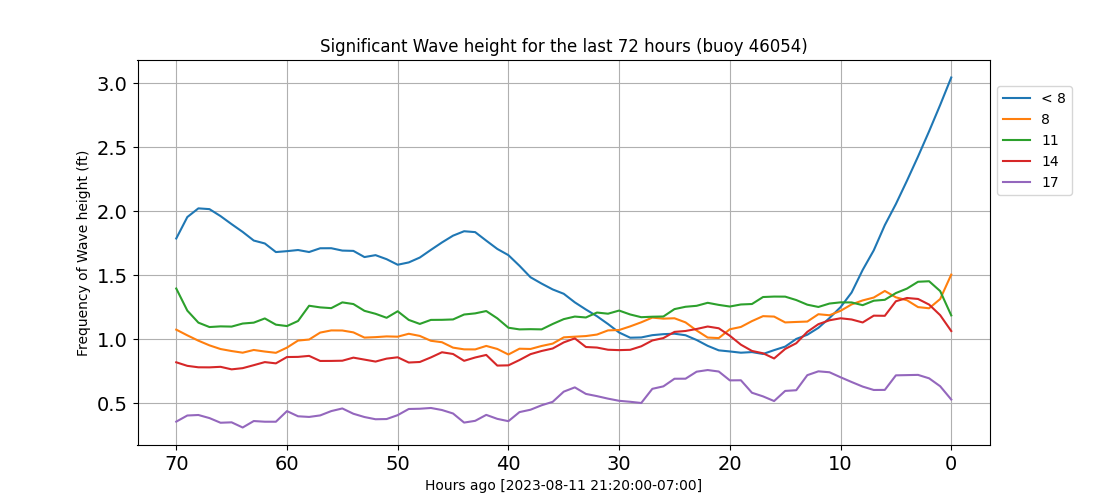 Significant Wave height for the last 72 hours (buoy 46054)
3.0
2.5
2.0
1.5
1.0
0.5
Frequency of Wave height (ft)
70 60 50 40 30 20 10 0
Hours ago [2023-08-11 21:20:00-07:00]
< 8
8
11
14
17